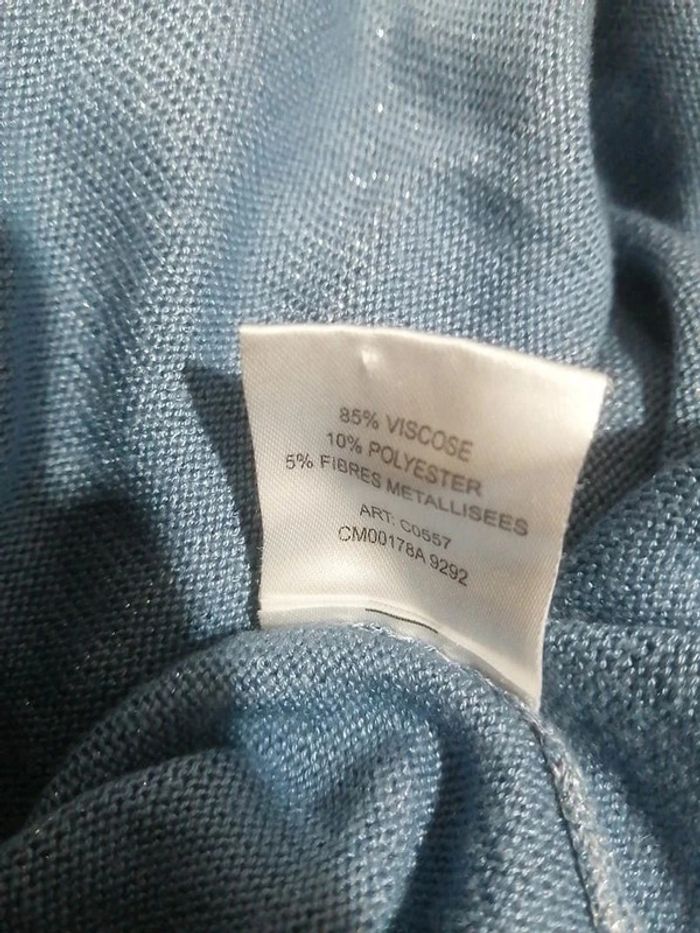 85% VISCOSE
10% POLYESTER
5% FIBRES METALLISEES
ART: C0557
CM00178A 9292